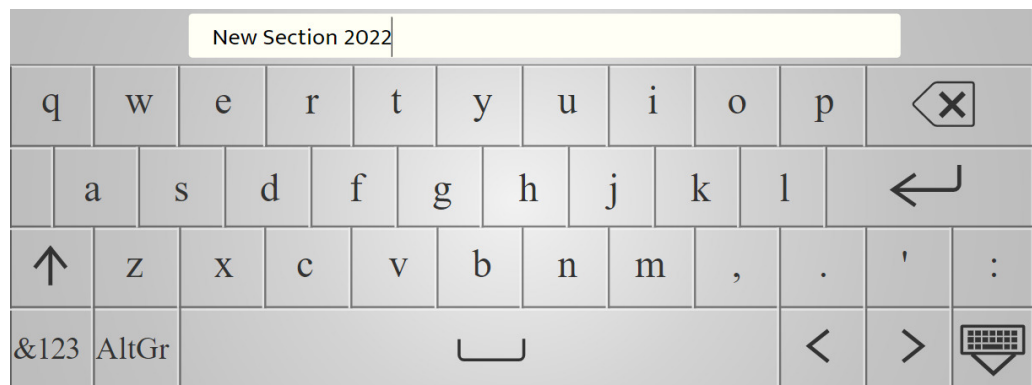 New Section 2022
q w e r t y u i o p
a s d f g h j k l
z x c v b n m , . ' :
&123 AltGr < >